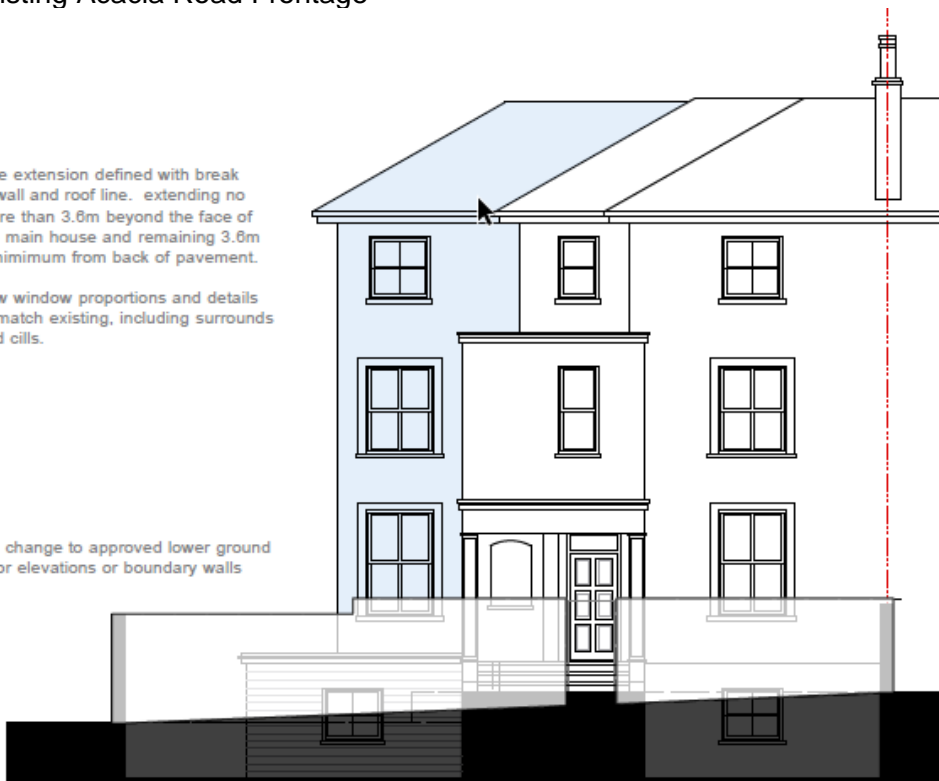 isting Acacia Road Frontage
e extension defined with break
wall and roof line. extending no
re than 3.6m beyond the face of
main house and remaining 3.6m
nimimum from back of pavement.
w window proportions and details
match existing, including surrounds
d cills.
change to approved lower ground
or elevations or boundary walls